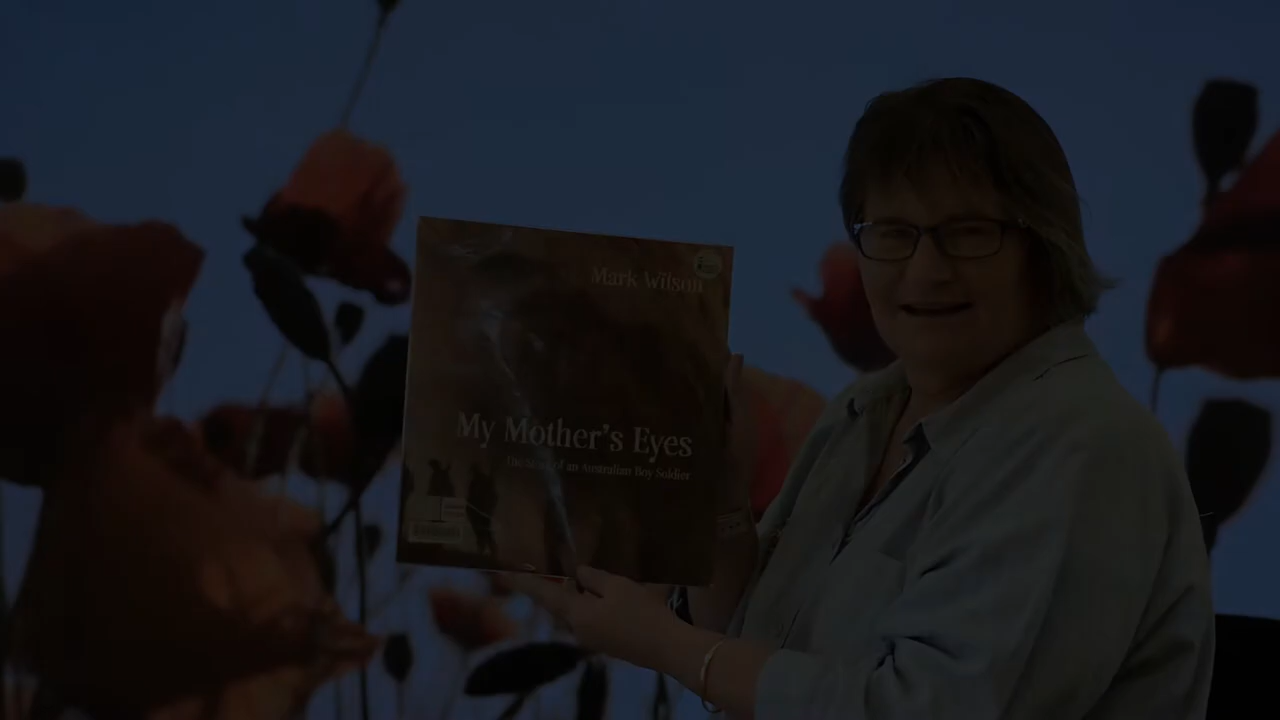 Mark Wilson
My Mother's Eyes
The Story of an Australian Boy Soldier